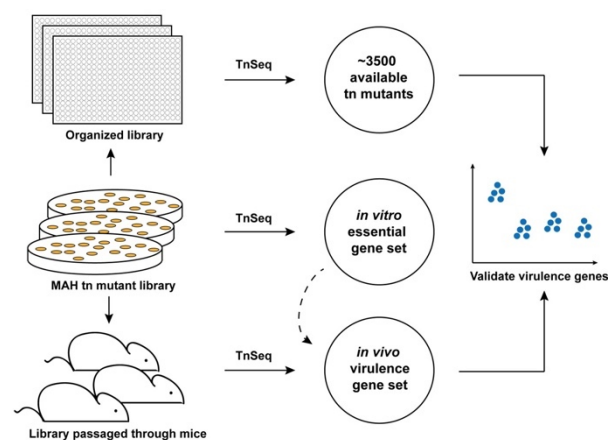 TnSeq
~3500
available
tn mutants
Organized library
TnSeq
in vitro
essential
gene set
Validate virulence genes
MAH tn mutant library
TnSeq
in vivo
virulence
gene set
Library passaged through mice